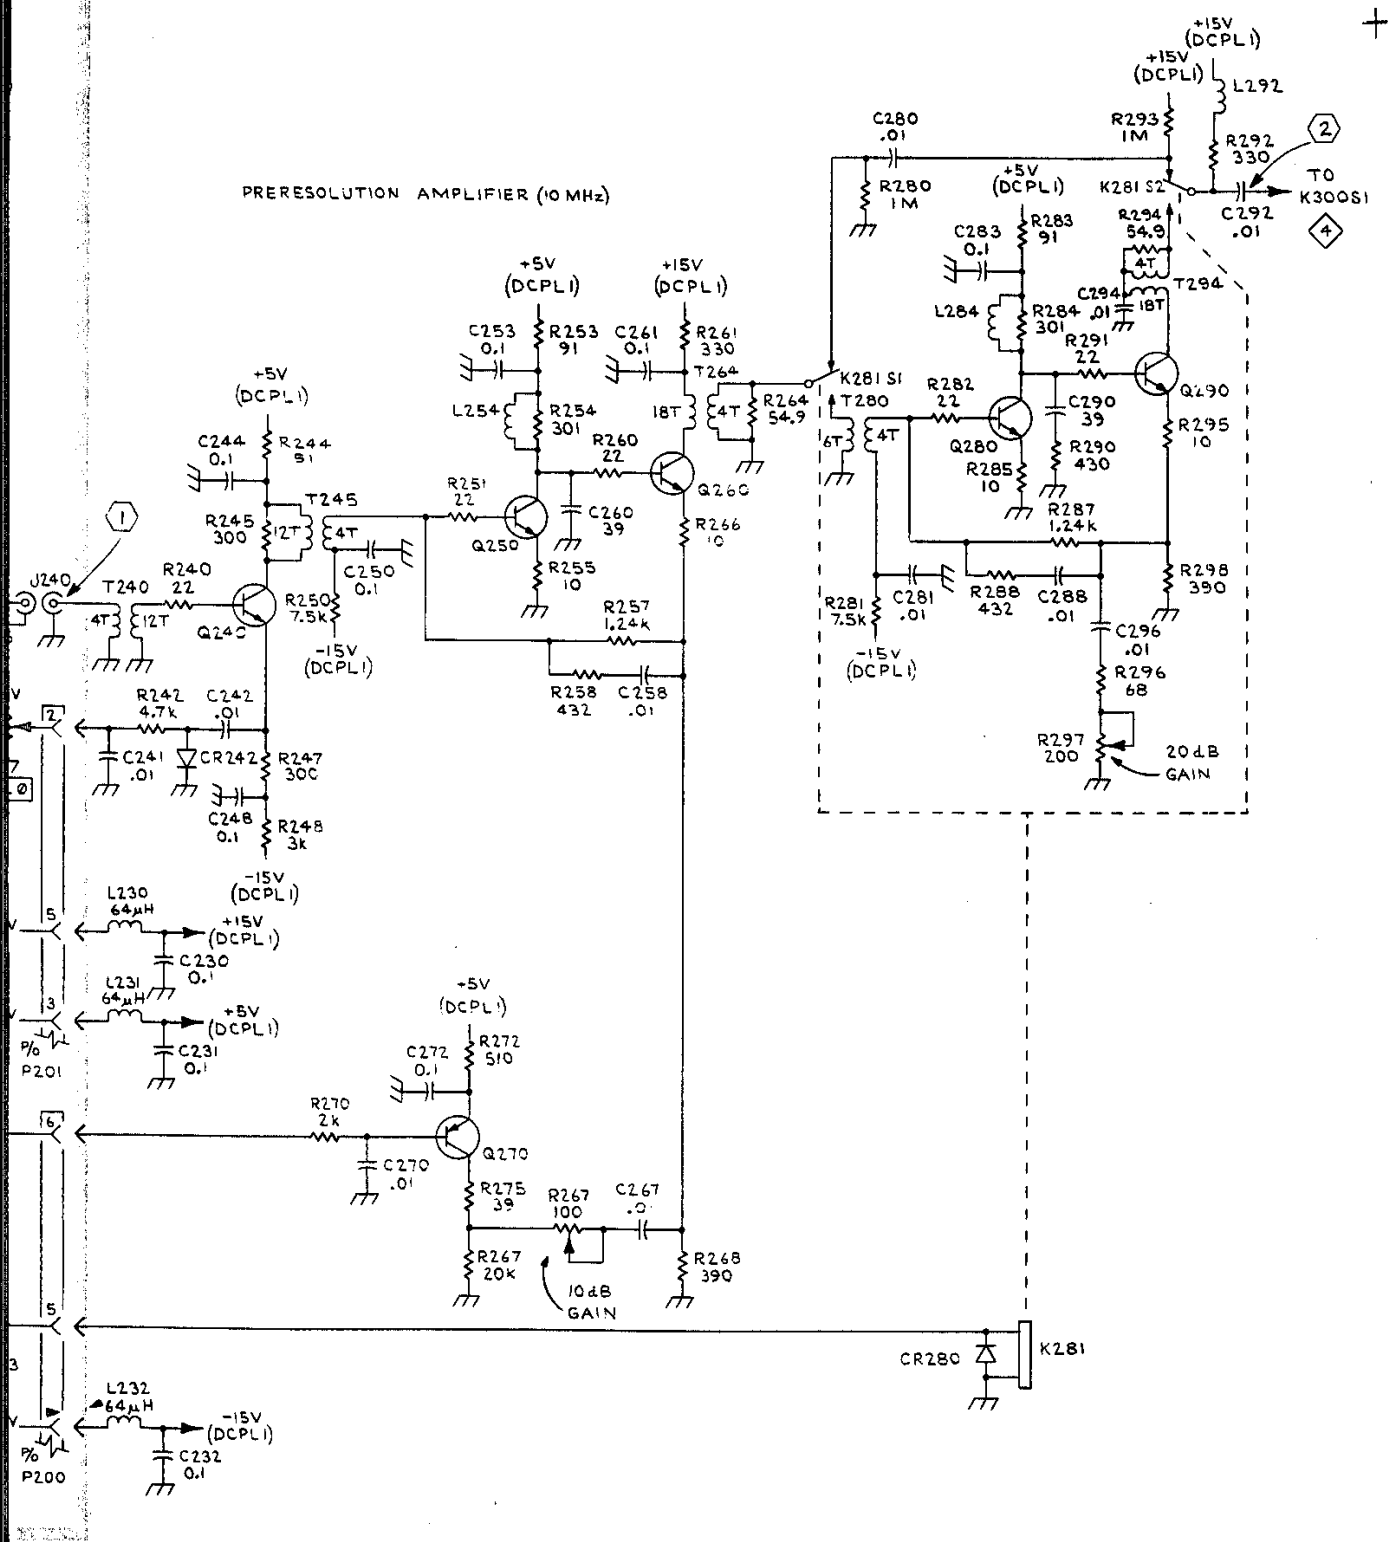 +15V
(DCPL1)
+15V
(DCPL1)
L292
C280
.01
R293
1M
R292
330
2
PRERESOLUTION AMPLIFIER (10 MHz)
R280
1M
+5V
(DCPL1)
K281 S2
TO
K300S1
4
C292
.01
R294
54.9
C283
0.1
R283
91
4T
T294
+5V
(DCPL1)
+15V
(DCPL1)
C294
.01
18T
L284
R284
301
C253
0.1
R253
91
C261
0.1
R261
330
R291
22
T264
K281 S1
Q290
+5V
(DCPL1)
L254
R254
301
18T
4T
R264
54.9
T280
R282
22
C290
39
6T
4T
Q280
R295
10
C244
0.1
R244
51
R260
22
R290
430
R285
10
Q260
R251
22
T245
C260
39
R287
1.24k
1
R245
300
12T
4T
Q250
R266
10
J240
T240
R240
22
C250
0.1
R255
10
R250
7.5k
R257
1.24k
R281
7.5k
C281
.01
R288
432
C288
.01
R298
390
4T
12T
Q240
-15V
(DCPL1)
-15V
(DCPL1)
C296
.01
R296
68
R258
432
C258
.01
V
2
R242
4.7k
C242
.01
R297
200
20dB
GAIN
C241
.01
CR242
R247
300
7
.0
C248
0.1
R248
3k
-15V
(DCPL1)
L230
64µH
V
5
+15V
(DCPL1)
C230
0.1
L231
64µH
V
3
+5V
(DCPL1)
P/O
P201
C231
0.1
+5V
(DCPL1)
C272
0.1
R272
510
6
R270
2k
Q270
C270
.01
R275
39
R267
100
C267
R267
20K
R268
390
10dB
GAIN
5
CR280
K281
3
L232
64µH
V
-15V
(DCPL1)
P/O
P200
C232
0.1